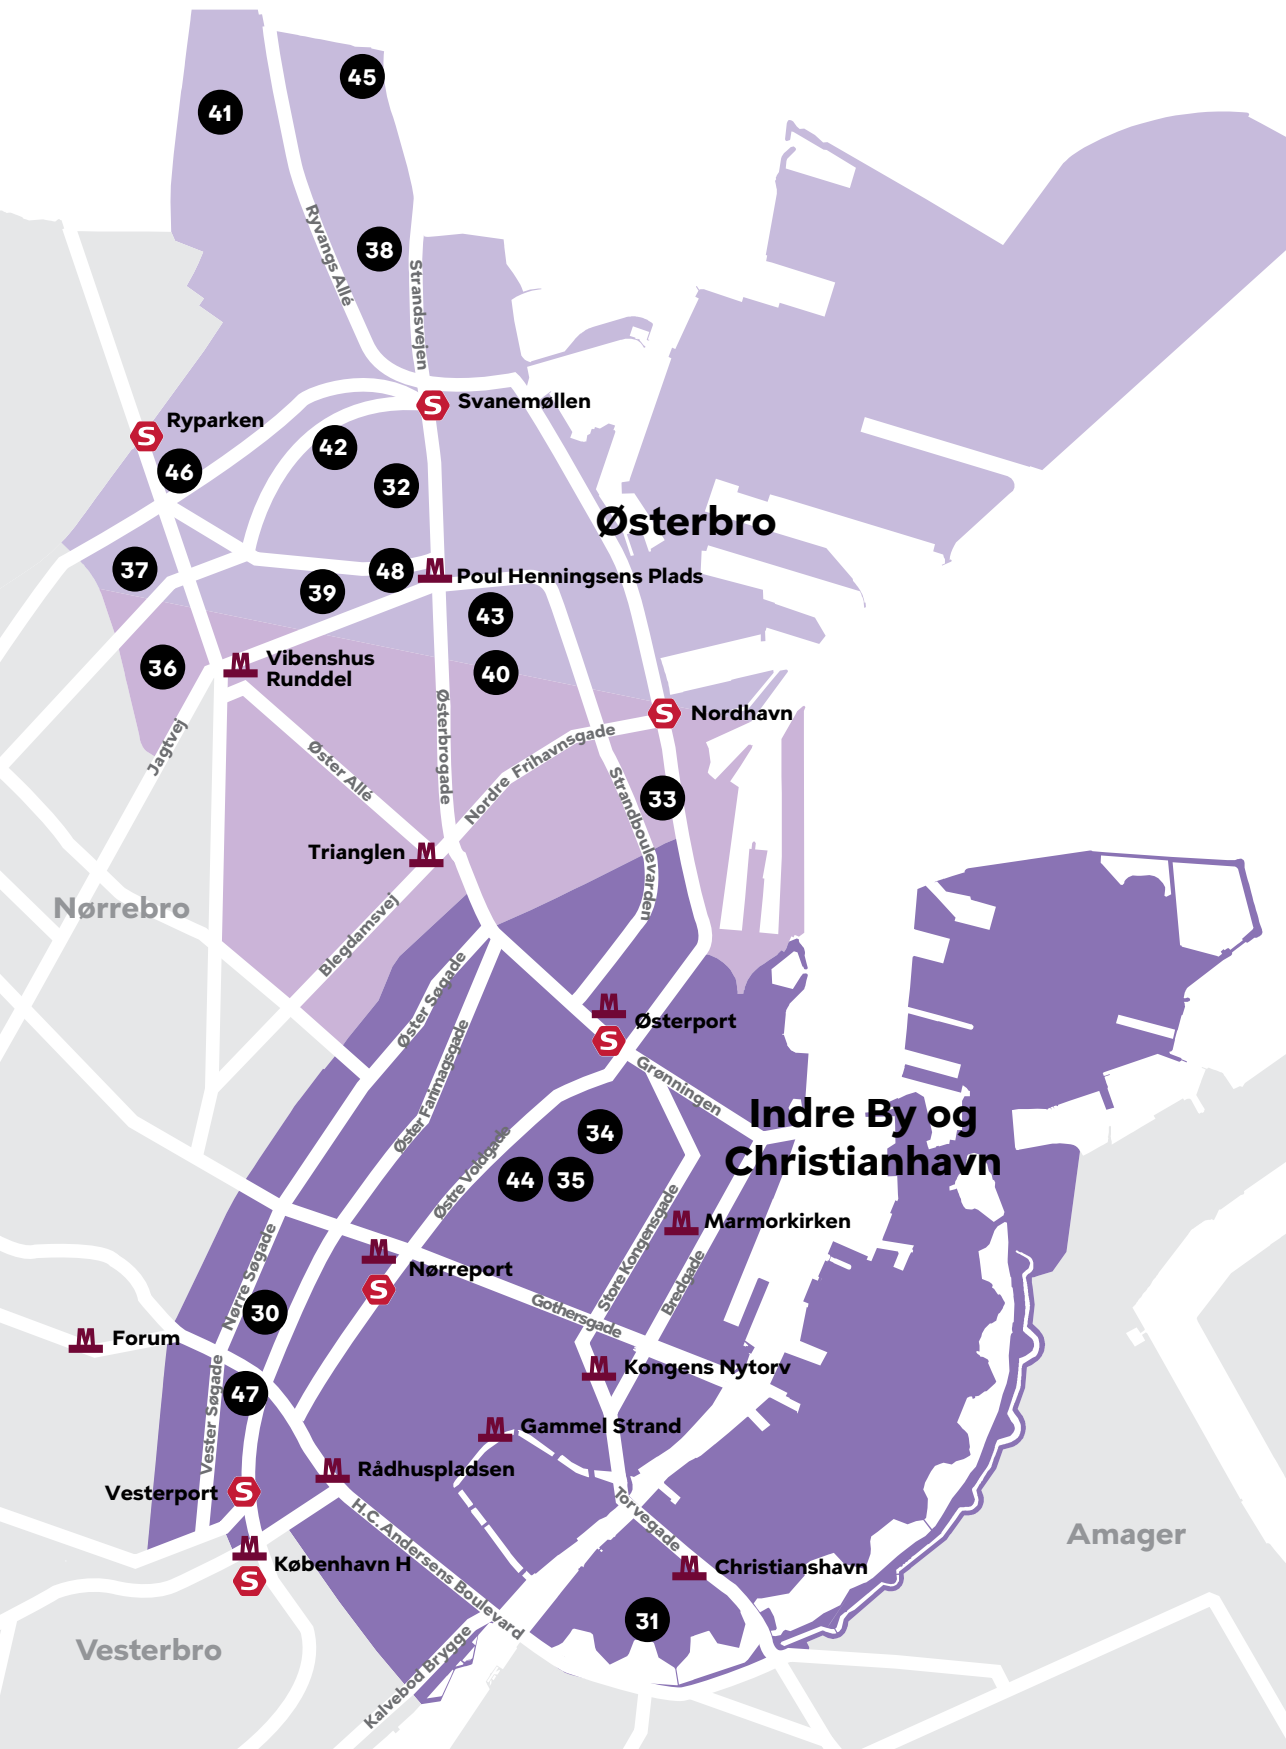 45
41
Ryvangs Allé
38
Strandsvejen
S
Svanemøllen
Ryparken
S
42
46
32
Østerbro
37
48
M
Poul Henningsens Plads
39
43
36
M
Vibenshus
Runddel
40
Østerbrogade
S
Nordhavn
Jagtvej
Øster Allé
Nordre Frihavnsgade
33
Strandboulevarden
Trianglen
M
Nørrebro
Blegdamsvej
Øster Søgade
M
Østerport
S
Øster Farimagsgade
Grønningen
Indre By og
Christianhavn
34
44
35
Østre Voldgade
Store Kongensgade
M
Marmorkirken
Nørre Søgade
M
Nørreport
S
Bredgade
30
Gothersgade
M
Forum
M
Kongens Nytorv
47
Vester Søgade
M
Gammel Strand
M
Rådhuspladsen
Vesterport
S
H.C. Andersens Boulevard
Torvegade
Amager
M
København H
S
M
Christianshavn
31
Vesterbro
Kalvebod Brygge